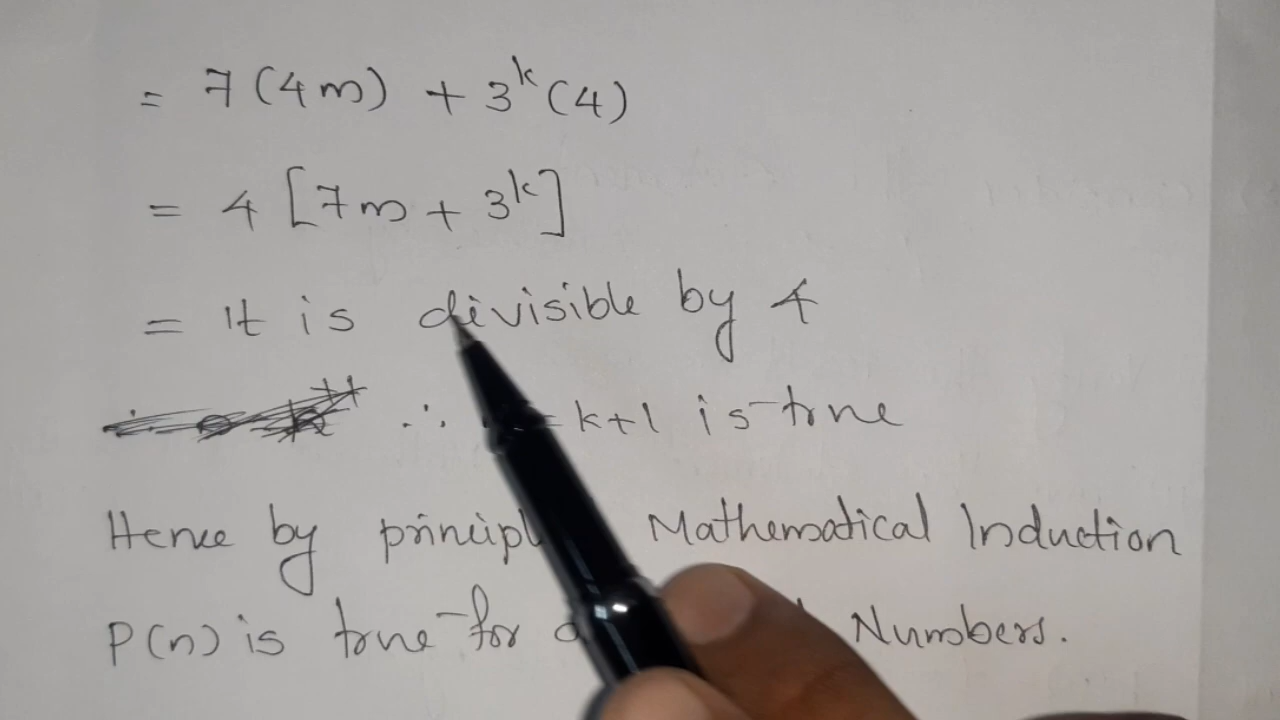 = 7(4m) + 3^k(4)
= 4[7m + 3^k]
= It is divisible by 4
∴ = k+1 is true
Hence by Mathematical Induction
P(n) is true for Numbers.